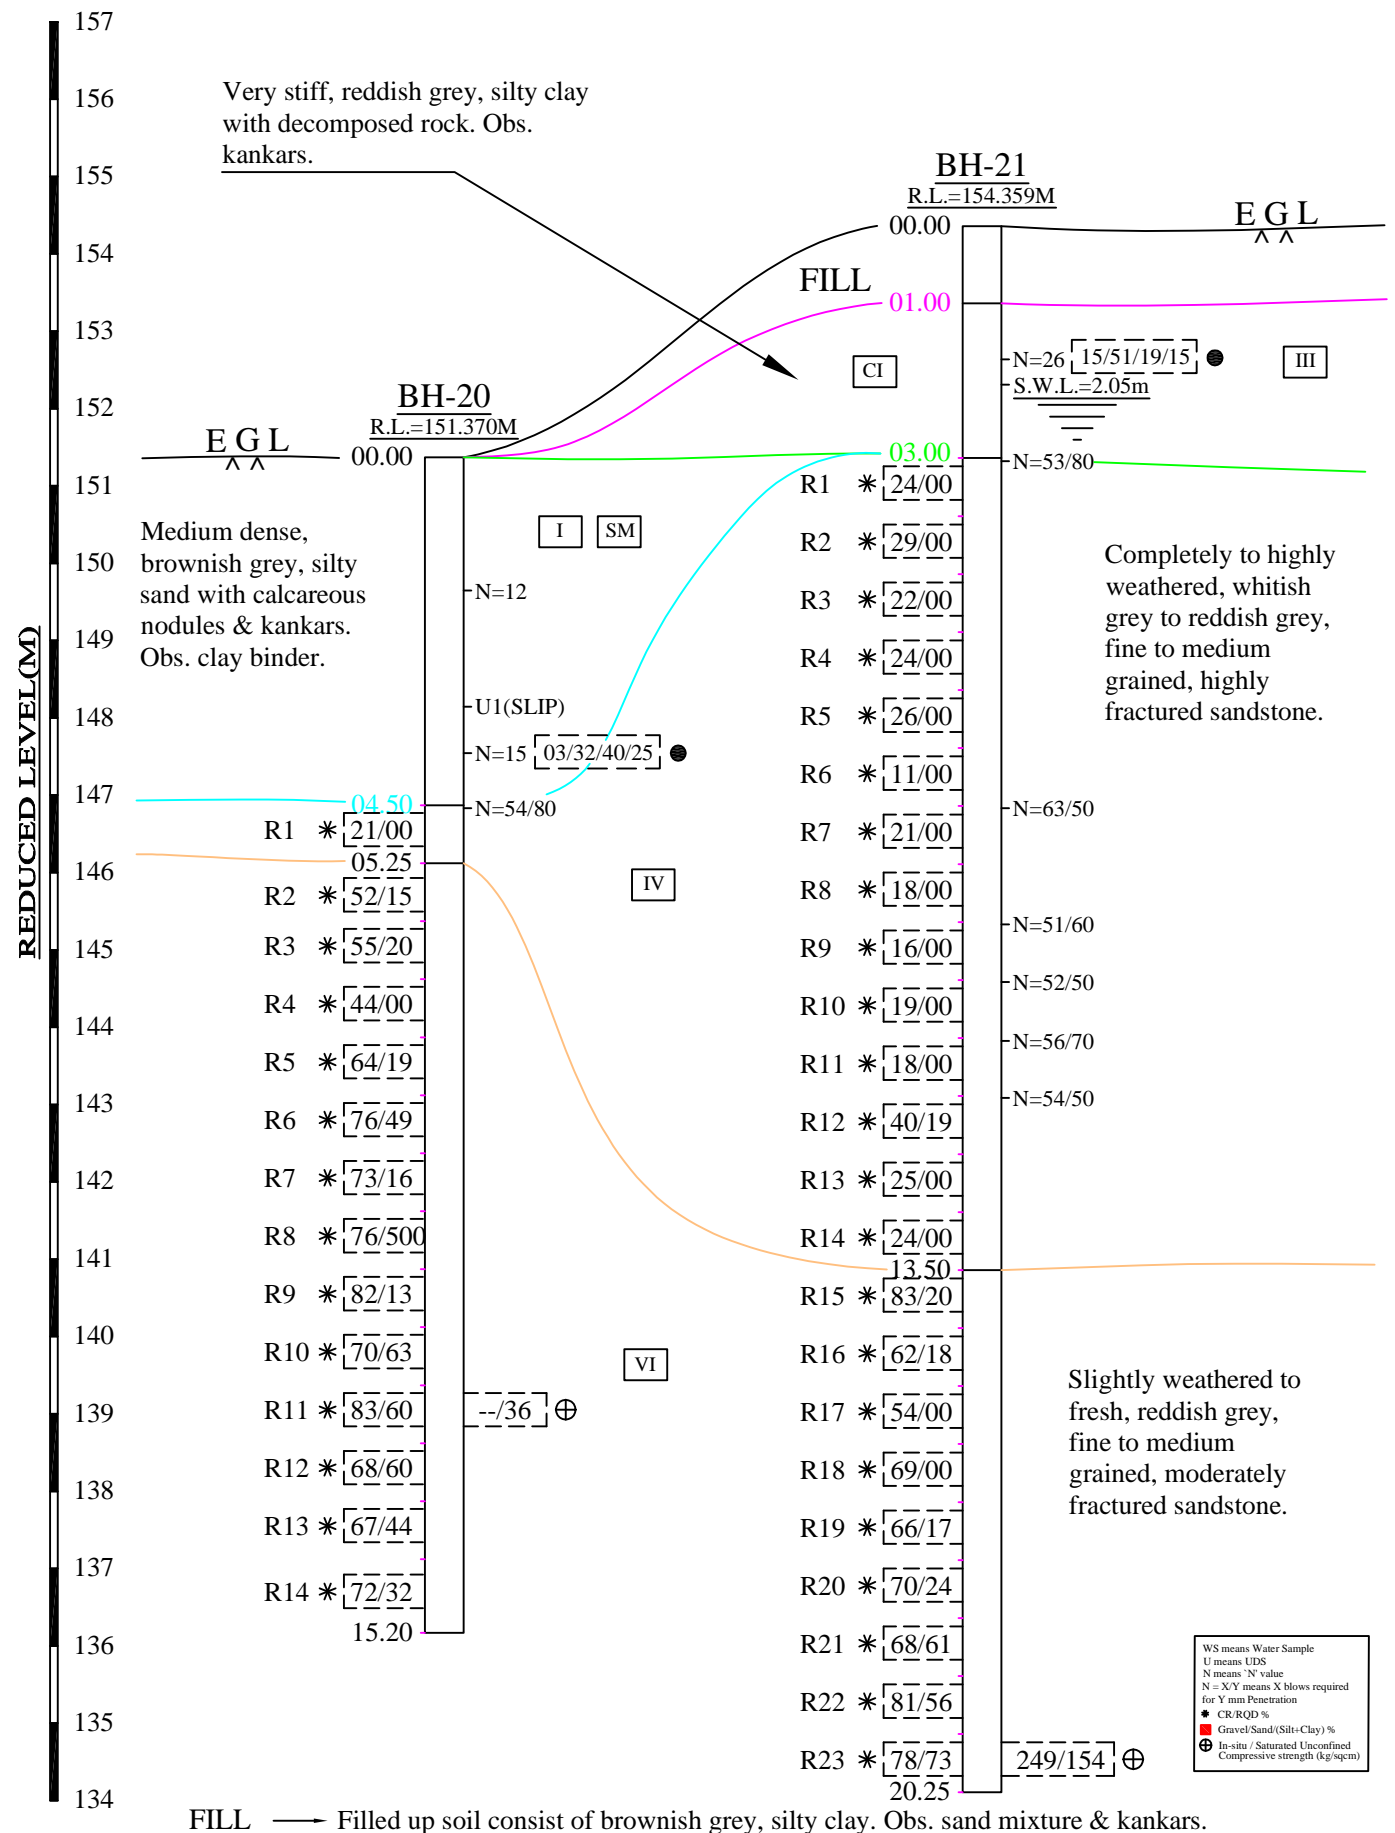 157
156
155
154
153
152
151
150
149
148
147
146
145
144
143
142
141
140
139
138
137
136
135
134
REDUCED LEVEL(M)
Very stiff, reddish grey, silty clay
with decomposed rock. Obs.
kankars.
BH-20
R.L.=151.370M
E G L
00.00
Medium dense,
brownish grey, silty
sand with calcareous
nodules & kankars.
Obs. clay binder.
I SM
N=12
U1(SLIP)
N=15 03/32/40/25
04.50
N=54/80
R1 * 21/00
05.25
R2 * 52/15
R3 * 55/20
R4 * 44/00
R5 * 64/19
R6 * 76/49
R7 * 73/16
R8 * 76/500
R9 * 82/13
R10 * 70/63
R11 * 83/60
--/36
R12 * 68/60
R13 * 67/44
R14 * 72/32
15.20
IV
VI
BH-21
R.L.=154.359M
00.00
E G L
FILL
01.00
CI
N=26 15/51/19/15
III
S.W.L.=2.05m
03.00
N=53/80
R1 * 24/00
R2 * 29/00
R3 * 22/00
R4 * 24/00
R5 * 26/00
R6 * 11/00
N=63/50
R7 * 21/00
R8 * 18/00
N=51/60
R9 * 16/00
N=52/50
R10 * 19/00
N=56/70
R11 * 18/00
N=54/50
R12 * 40/19
R13 * 25/00
R14 * 24/00
13.50
R15 * 83/20
R16 * 62/18
R17 * 54/00
R18 * 69/00
R19 * 66/17
R20 * 70/24
R21 * 68/61
R22 * 81/56
R23 * 78/73
249/154
20.25
Completely to highly
weathered, whitish
grey to reddish grey,
fine to medium
grained, highly
fractured sandstone.
Slightly weathered to
fresh, reddish grey,
fine to medium
grained, moderately
fractured sandstone.
WS means Water Sample
U means UDS
N means `N' value
N = X/Y means X blows required
for Y mm Penetration
* CR/RQD %
Gravel/Sand/(Silt+Clay) %
In-situ / Saturated Unconfined
Compressive strength (kg/sqcm)
FILL → Filled up soil consist of brownish grey, silty clay. Obs. sand mixture & kankars.